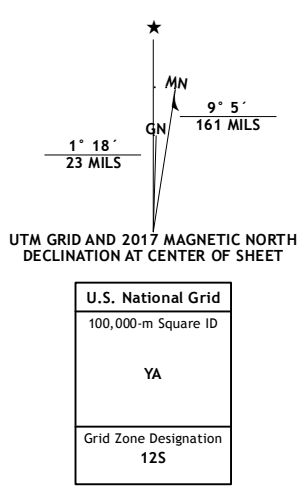 ★
MN
GN
9° 5´
161 MILS
1° 18´
23 MILS
UTM GRID AND 2017 MAGNETIC NORTH
DECLINATION AT CENTER OF SHEET
U.S. National Grid
100,000-m Square ID
YA
Grid Zone Designation
12S